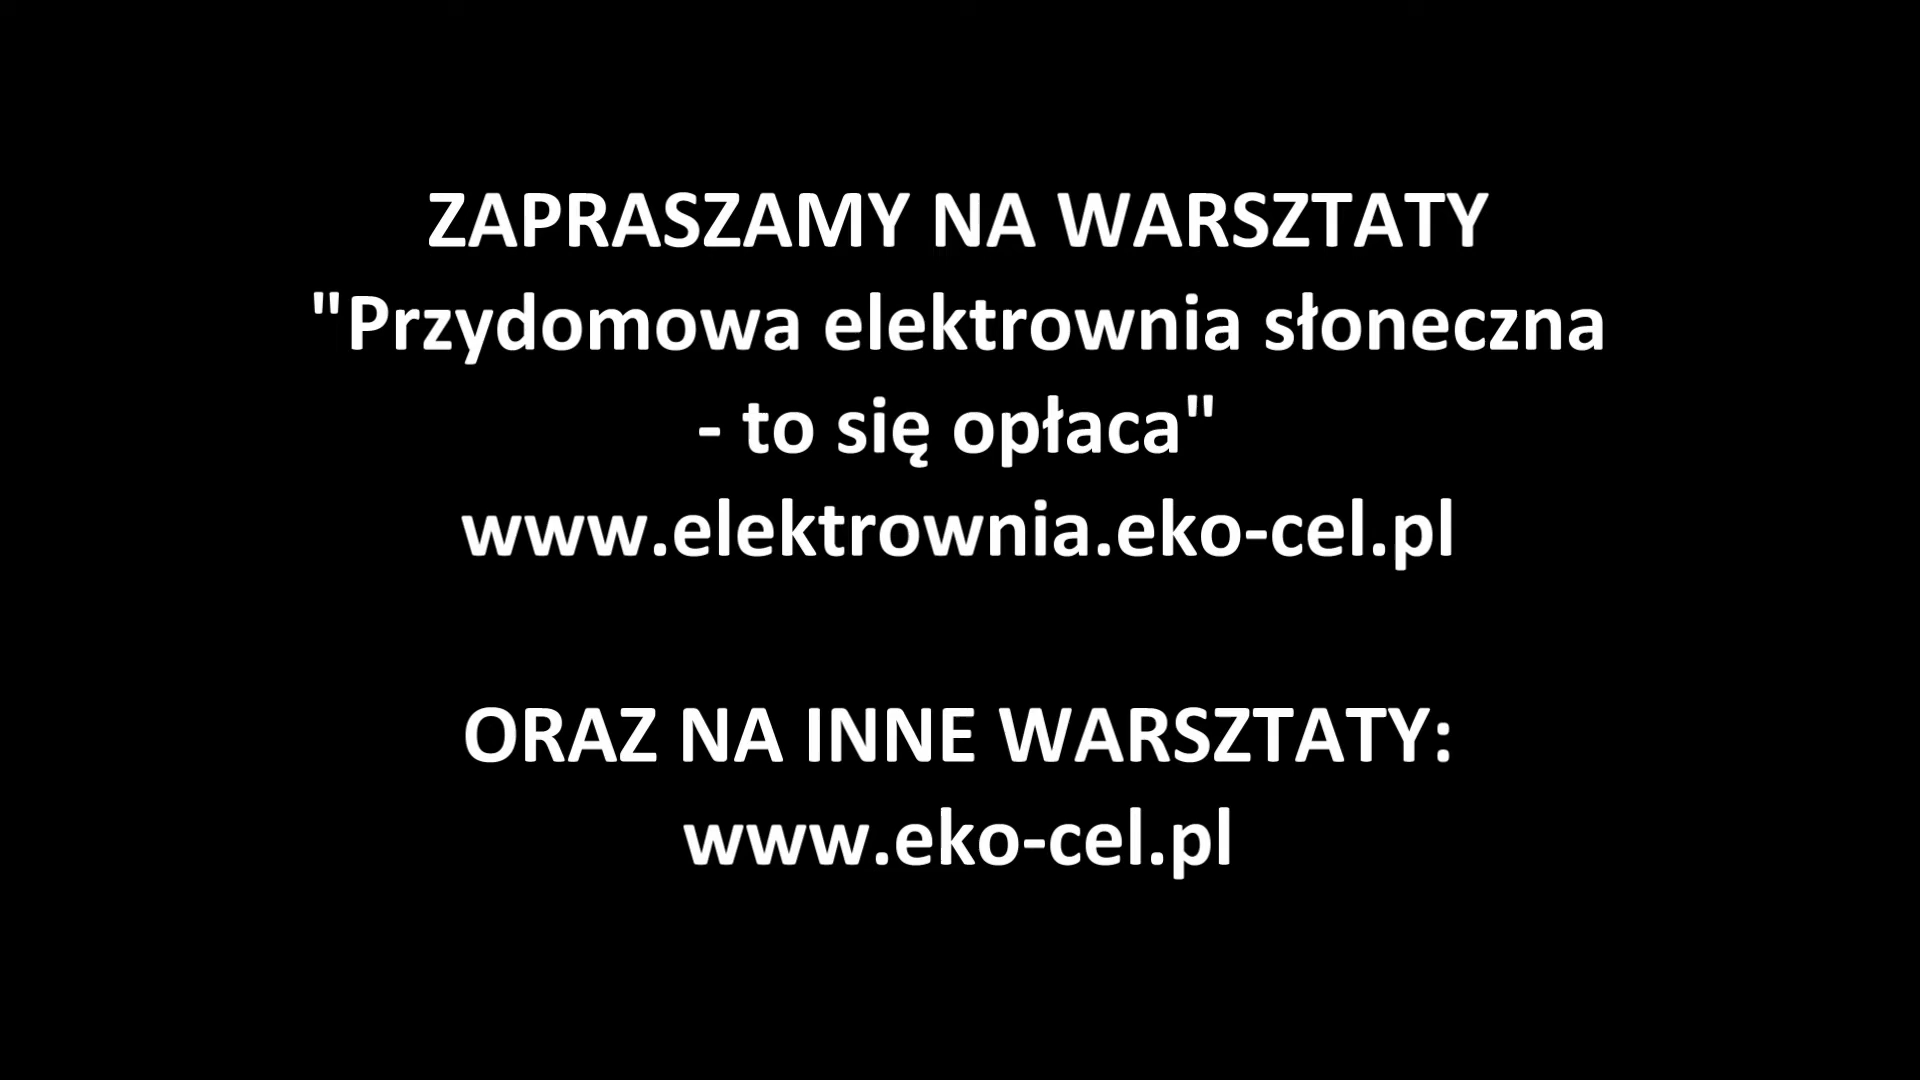 ZAPRASZAMY NA WARSZTATY
"Przydomowa elektrownia słoneczna
- to się opłaca"
www.elektrownia.eko-cel.pl
ORAZ NA INNE WARSZTATY:
www.eko-cel.pl